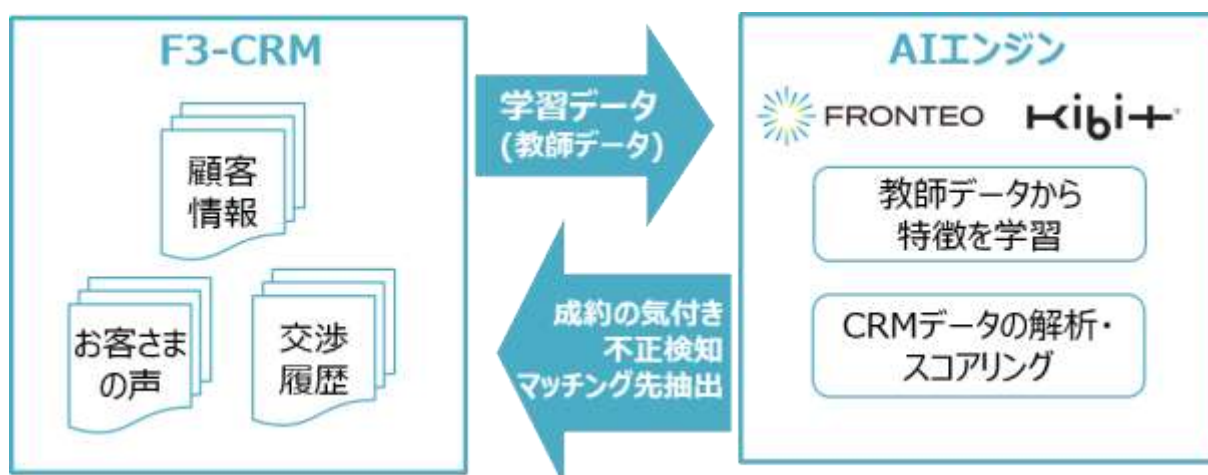 F3-CRM
顧客
情報
お客さま
の声
交渉
履歴
学習データ
(教師データ)
成約の気付き
不正検知
マッチング先抽出
AIエンジン
FRONTEO
Kibit
教師データから
特徴を学習
CRMデータの解析・
スコアリング